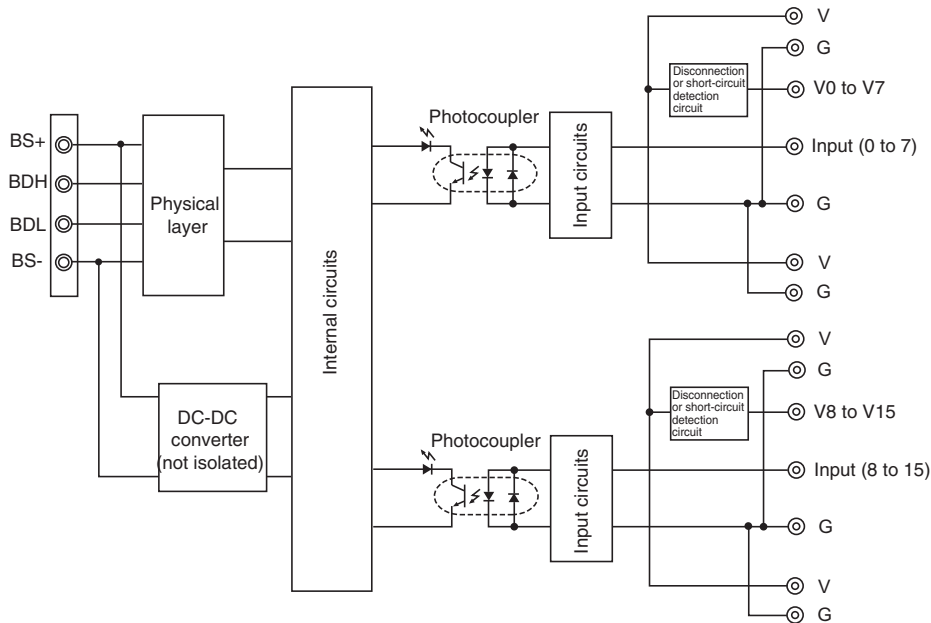 BS+
BDH
BDL
BS-
Physical
layer
DC-DC
converter
(not isolated)
Internal circuits
Photocoupler
Input circuits
V
G
Disconnection
or short-circuit
detection
circuit
V0 to V7
Input (0 to 7)
G
V
G
Photocoupler
Input circuits
V
G
Disconnection
or short-circuit
detection
circuit
V8 to V15
Input (8 to 15)
G
V
G